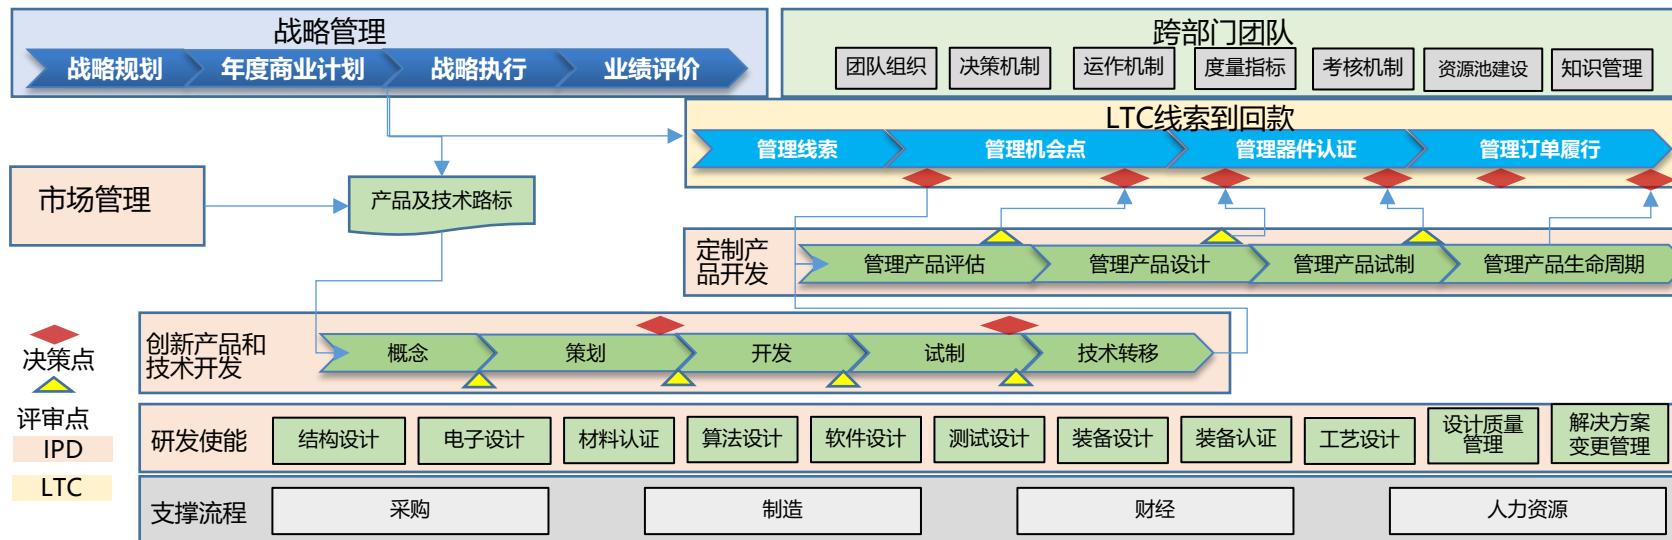 战略管理
战略规划
年度商业计划
战略执行
业绩评价
跨部门团队
团队组织
决策机制
运作机制
度量指标
考核机制
资源池建设
知识管理
LTC线索到回款
管理线索
管理机会点
管理器件认证
管理订单履行
市场管理
产品及技术路标
定制产
品开发
管理产品评估
管理产品设计
管理产品试制
管理产品生命周期
创新产品和
技术开发
概念
策划
开发
试制
技术转移
决策点
评审点
IPD
LTC
研发使能
结构设计
电子设计
材料认证
算法设计
软件设计
测试设计
装备设计
装备认证
工艺设计
设计质量
管理
解决方案
变更管理
支撑流程
采购
制造
财经
人力资源